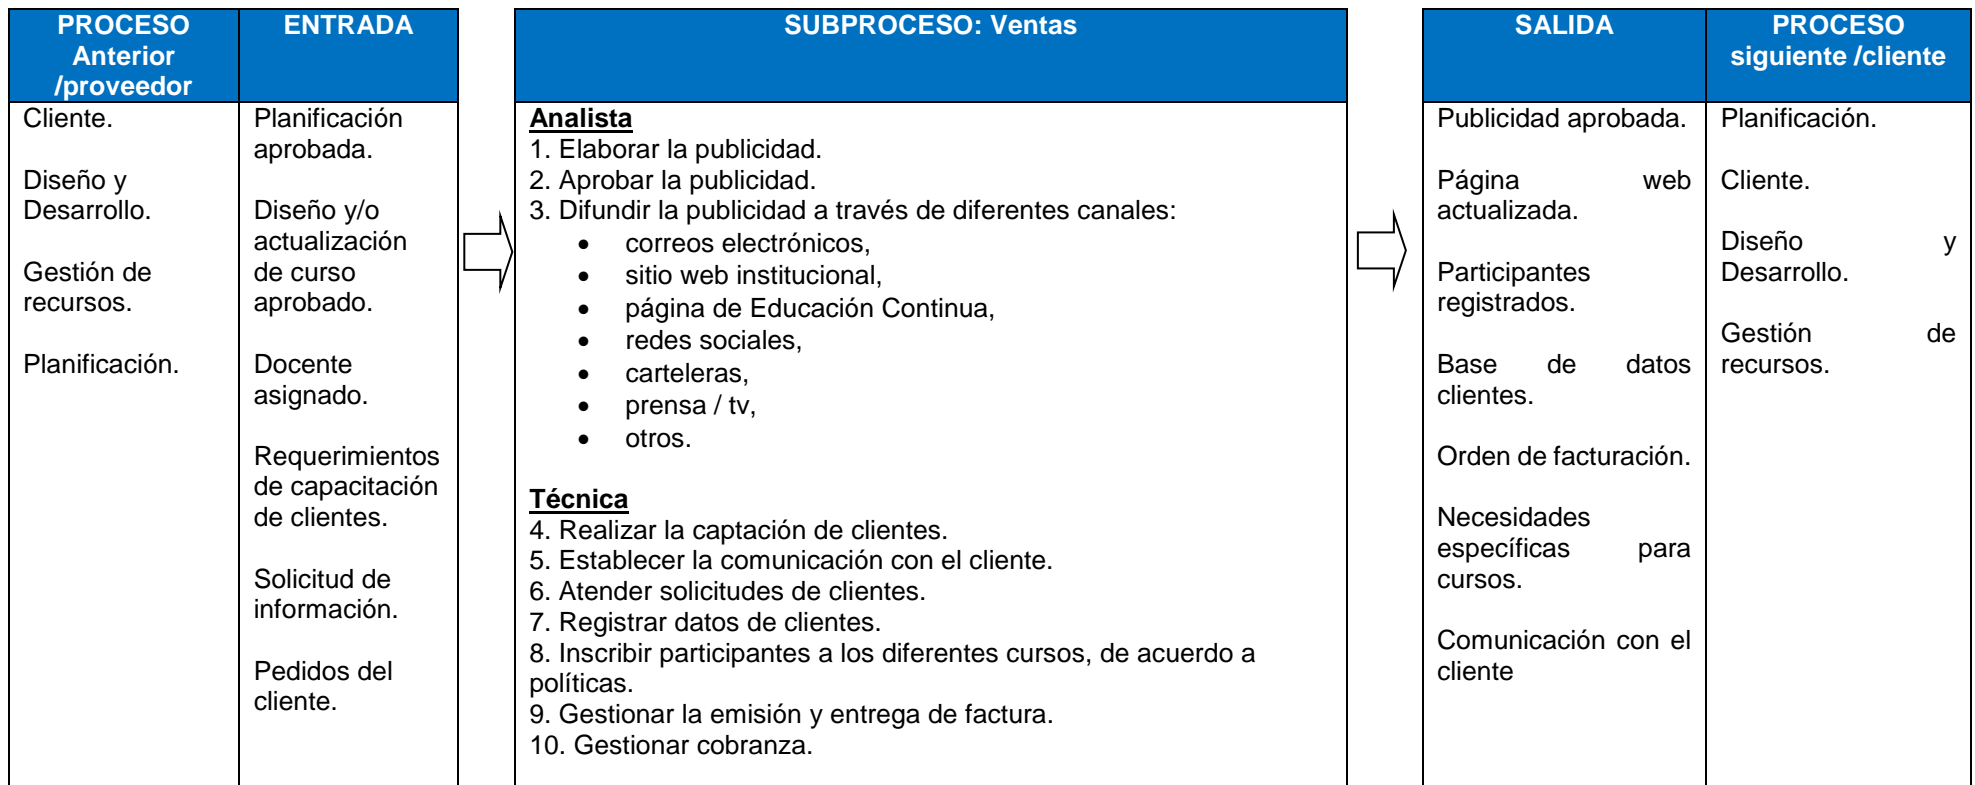 PROCESO
Anterior
/proveedor
Cliente.
Diseño y
Desarrollo.
Gestión de
recursos.
Planificación.
ENTRADA
Planificación
aprobada.
Diseño y/o
actualización
de curso
aprobado.
Docente
asignado.
Requerimientos
de capacitación
de clientes.
Solicitud de
información.
Pedidos del
cliente.
SUBPROCESO: Ventas
Analista
1. Elaborar la publicidad.
2. Aprobar la publicidad.
3. Difundir la publicidad a través de diferentes canales:
• correos electrónicos,
• sitio web institucional,
• página de Educación Continua,
• redes sociales,
• carteleras,
• prensa / tv,
• otros.
Técnica
4. Realizar la captación de clientes.
5. Establecer la comunicación con el cliente.
6. Atender solicitudes de clientes.
7. Registrar datos de clientes.
8. Inscribir participantes a los diferentes cursos, de acuerdo a
políticas.
9. Gestionar la emisión y entrega de factura.
10. Gestionar cobranza.
SALIDA
Publicidad aprobada.
Página web
actualizada.
Participantes
registrados.
Base de datos
clientes.
Orden de facturación.
Necesidades
específicas para
cursos.
Comunicación con el
cliente
PROCESO
siguiente /cliente
Planificación.
Cliente.
Diseño y
Desarrollo.
Gestión de
recursos.